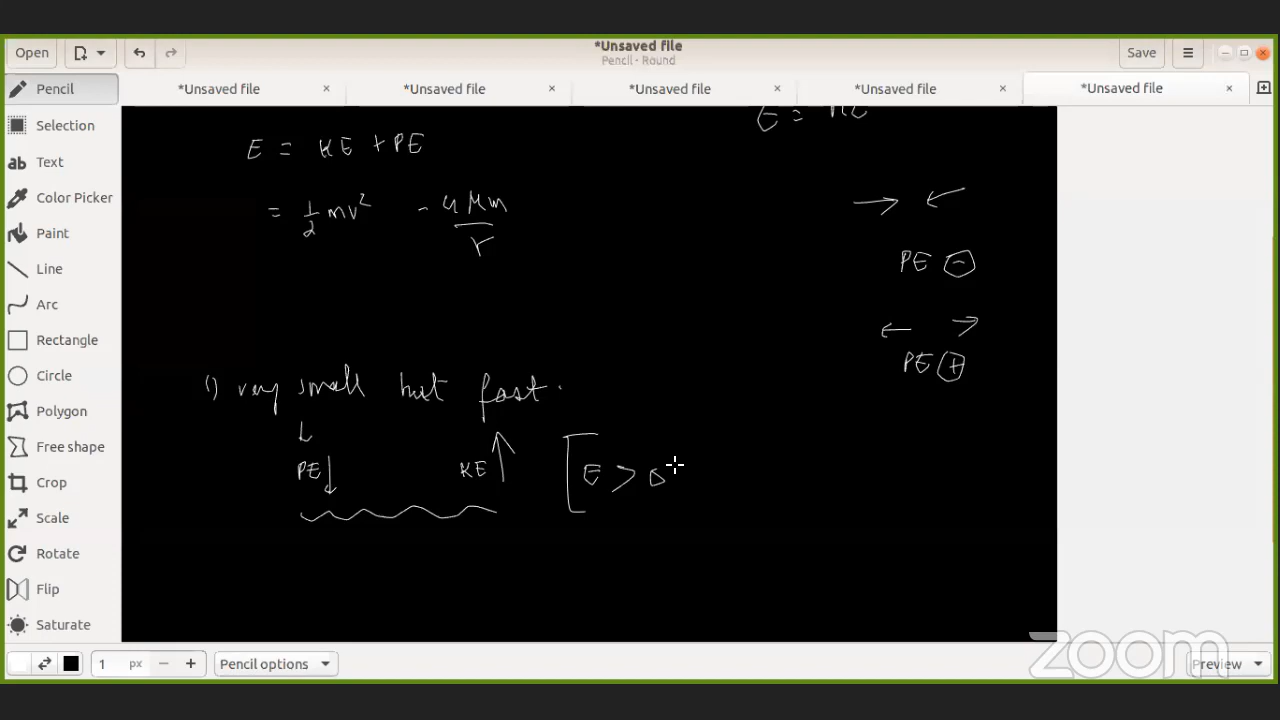 *Unsaved file
Pencil - Round
Open
Save
*Unsaved file
*Unsaved file
*Unsaved file
*Unsaved file
*Unsaved file
Pencil
Selection
Text
Color Picker
Paint
Line
Arc
Rectangle
Circle
Polygon
Free shape
Crop
Scale
Rotate
Flip
Saturate
E = KE
E = KE + PE
= 1/2 mv² - GMm/r
PE -
PE +
1) very small but fast.
PE ↓ KE ↑ [E > 0
1 px - +
Pencil options
Preview
zoom